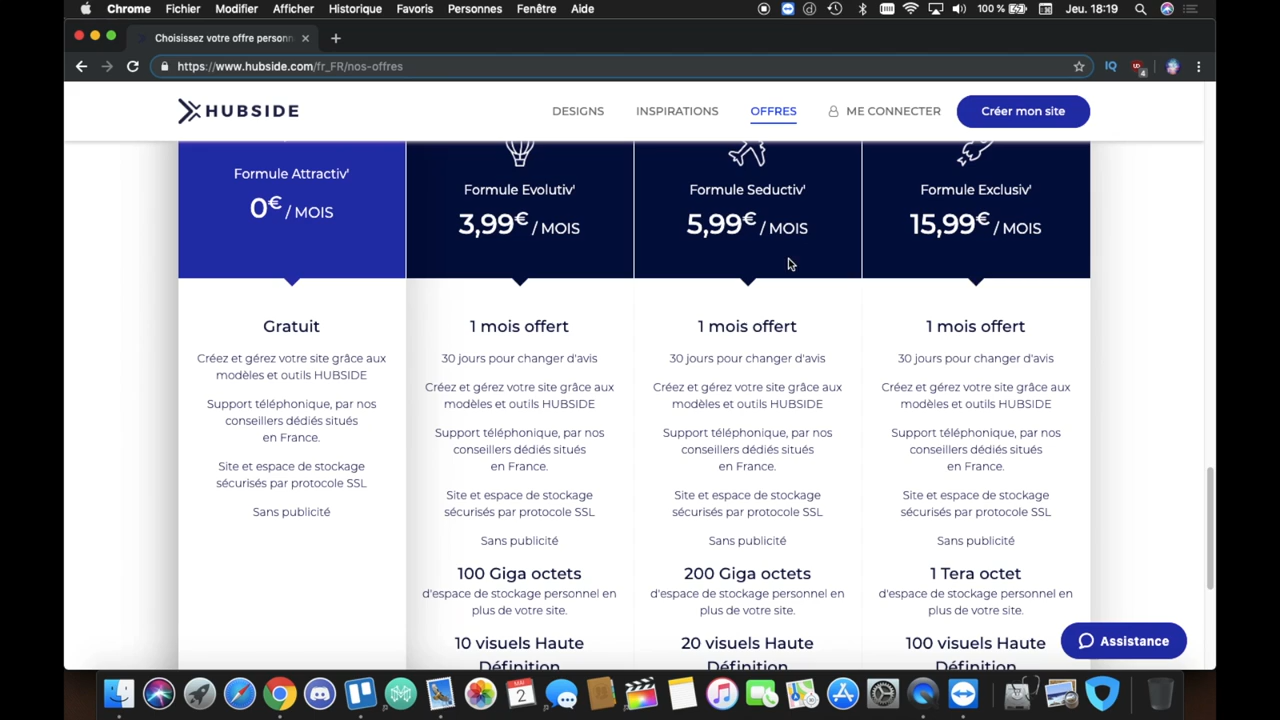 Chrome Fichier Modifier Afficher Historique Favoris Personnes Fenêtre Aide 100 % Jeu. 18:19
Choisissez votre offre personn
https://www.hubside.com/fr_FR/nos-offres IQ 4
HUBSIDE DESIGNS INSPIRATIONS OFFRES ME CONNECTER Créer mon site
Formule Attractiv'
0€ / MOIS
Formule Evolutiv'
3,99€ / MOIS
Formule Seductiv'
5,99€ / MOIS
Formule Exclusiv'
15,99€ / MOIS
Gratuit
Créez et gérez votre site grâce aux
modèles et outils HUBSIDE
Support téléphonique, par nos
conseillers dédiés situés
en France.
Site et espace de stockage
sécurisés par protocole SSL
Sans publicité
1 mois offert
30 jours pour changer d'avis
Créez et gérez votre site grâce aux
modèles et outils HUBSIDE
Support téléphonique, par nos
conseillers dédiés situés
en France.
Site et espace de stockage
sécurisés par protocole SSL
Sans publicité
100 Giga octets
d'espace de stockage personnel en
plus de votre site.
10 visuels Haute
Définition
1 mois offert
30 jours pour changer d'avis
Créez et gérez votre site grâce aux
modèles et outils HUBSIDE
Support téléphonique, par nos
conseillers dédiés situés
en France.
Site et espace de stockage
sécurisés par protocole SSL
Sans publicité
200 Giga octets
d'espace de stockage personnel en
plus de votre site.
20 visuels Haute
Définition
1 mois offert
30 jours pour changer d'avis
Créez et gérez votre site grâce aux
modèles et outils HUBSIDE
Support téléphonique, par nos
conseillers dédiés situés
en France.
Site et espace de stockage
sécurisés par protocole SSL
Sans publicité
1 Tera octet
d'espace de stockage personnel en
plus de votre site.
100 visuels Haute
Définition
Assistance
2